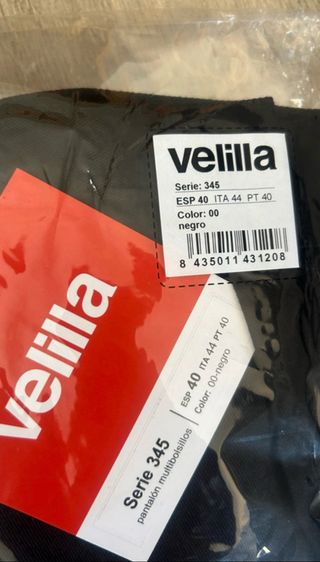 velilla
Serie: 345
ESP 40 ITA 44 PT 40
Color: 00
negro
8 435011 431208
velilla
Serie 345
pantalón multibolsillos
ESP 40 ITA 44 PT 40
Color: 00-negro